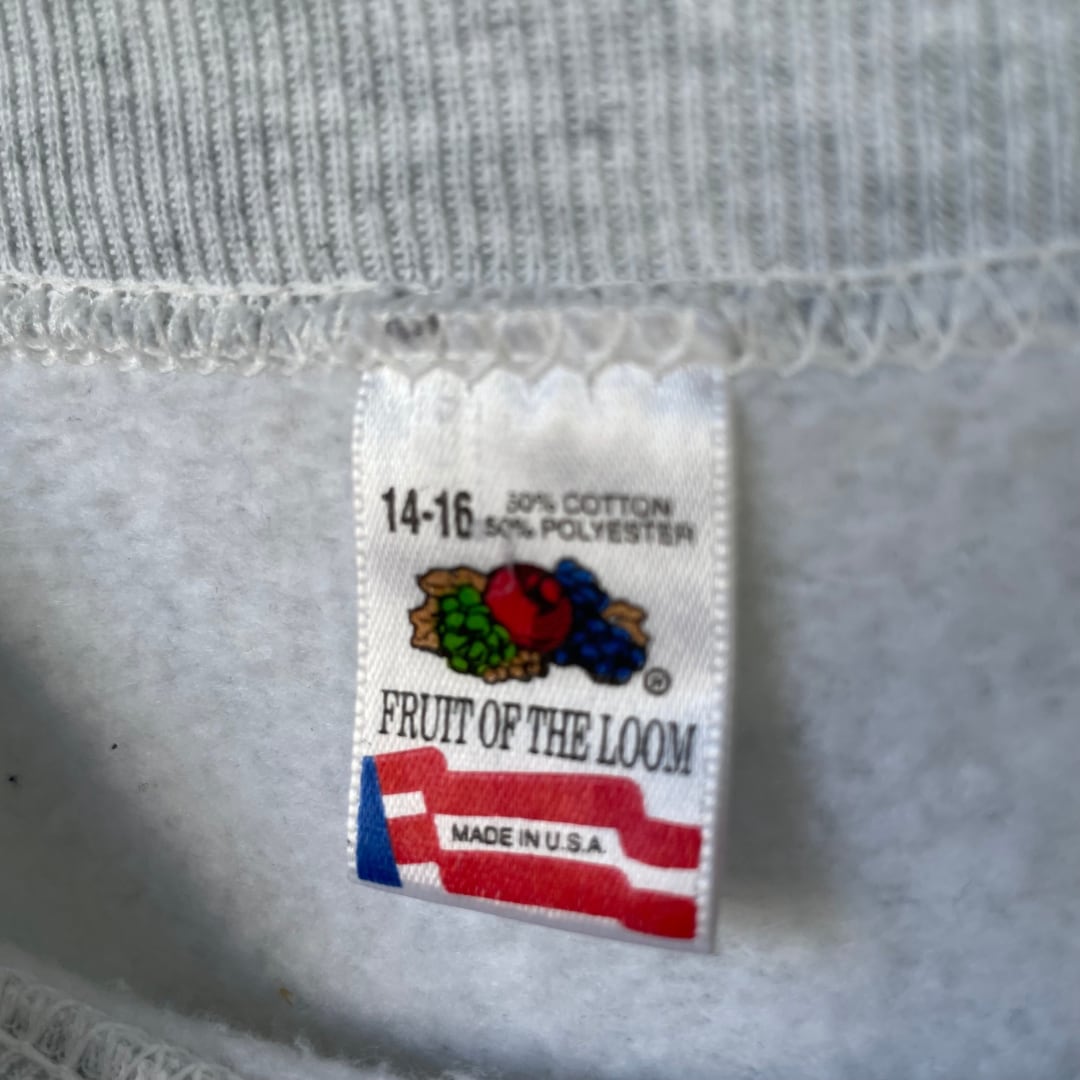 14-16 50% COTTON
50% POLYESTER
®
FRUIT OF THE LOOM
MADE IN U.S.A.